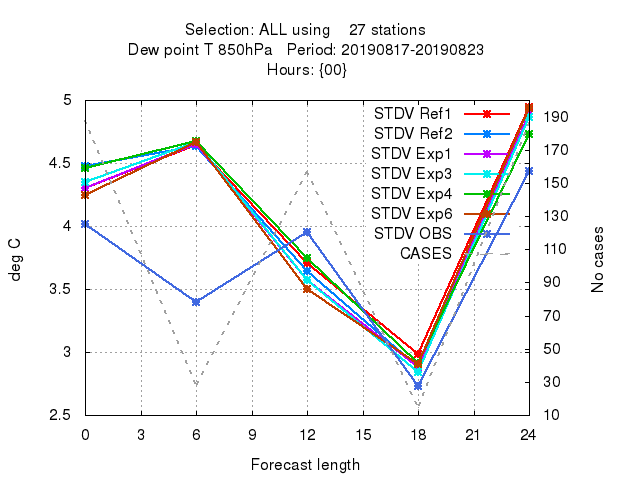 Selection: ALL using    27 stations
Dew point T 850hPa   Period: 20190817-20190823
Hours: {00}
STDV Ref1
STDV Ref2
STDV Exp1
STDV Exp3
STDV Exp4
STDV Exp6
STDV OBS
CASES
5
4.5
4
3.5
3
2.5
deg C
190
170
150
130
110
90
70
50
30
10
No cases
0 3 6 9 12 15 18 21 24
Forecast length